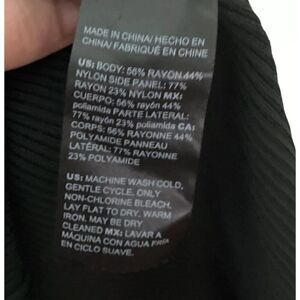 MADE IN CHINA/ HECHO EN
CHINA/ FABRIQUÉ EN CHINE
US: BODY: 56% RAYON 44%
NYLON SIDE PANEL: 77%
RAYON 23% NYLON MX:
CUERPO: 56% rayón 44%
poliamida PARTE LATERAL:
77% rayón 23% poliamida CA:
CORPS: 56% RAYONNE 44%
POLYAMIDE PANNEAU
LATÉRAL: 77% RAYONNE
23% POLYAMIDE
US: MACHINE WASH COLD,
GENTLE CYCLE. ONLY
NON-CHLORINE BLEACH.
LAY FLAT TO DRY. WARM
IRON. MAY BE DRY
CLEANED MX: LAVAR A
MÁQUINA CON AGUA FRÍA
EN CICLO SUAVE.